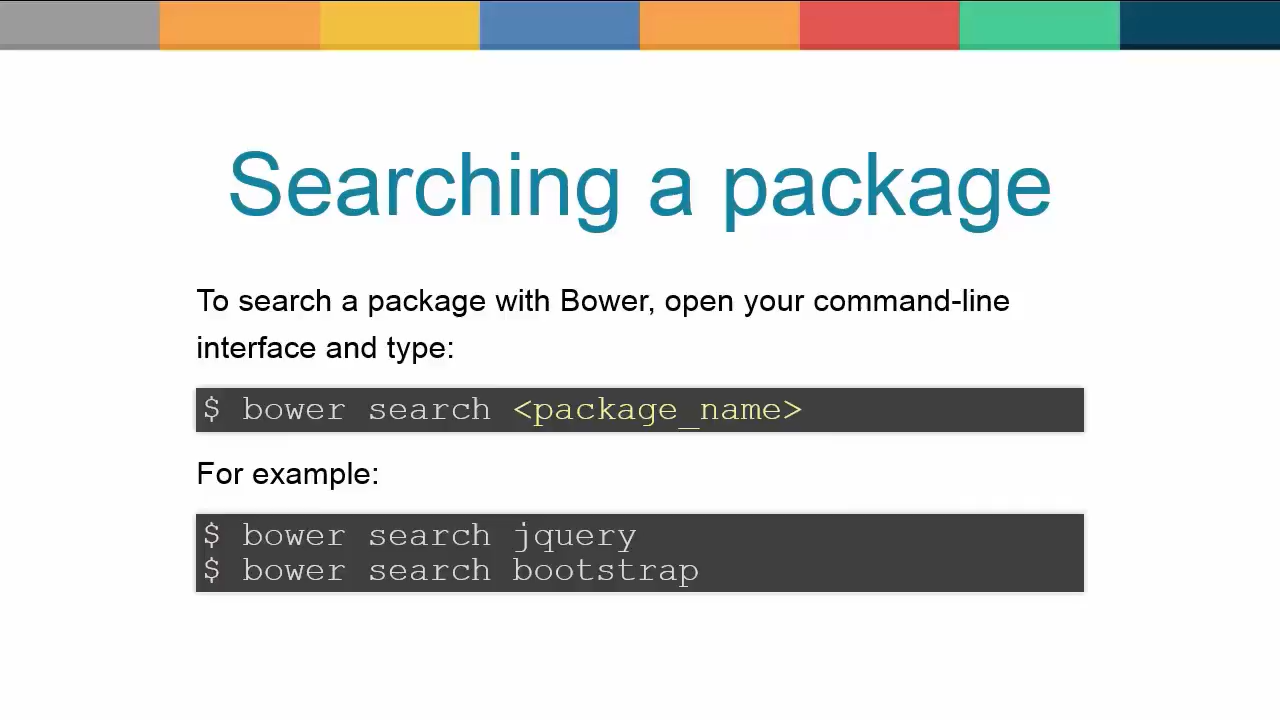 Searching a package
To search a package with Bower, open your command-line
interface and type:
$ bower search <package_name>
For example:
$ bower search jquery
$ bower search bootstrap